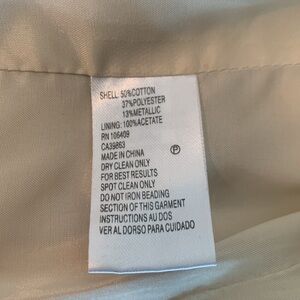 SHELL: 50%COTTON
37%POLYESTER
13%METALLIC
LINING: 100%ACETATE
RN 106409
CA39863
MADE IN CHINA
P
DRY CLEAN ONLY
FOR BEST RESULTS
SPOT CLEAN ONLY
DO NOT IRON BEADING
SECTION OF THIS GARMENT
INSTRUCTIONS AU DOS
VER AL DORSO PARA CUIDADO